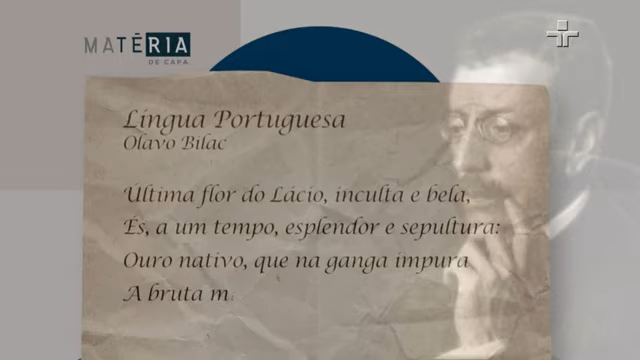 MATÉRIA
DE CAPA
Língua Portuguesa
Olavo Bilac
Última flor do Lácio, inculta e bela,
És, a um tempo, esplendor e sepultura:
Ouro nativo, que na ganga impura
A bruta m